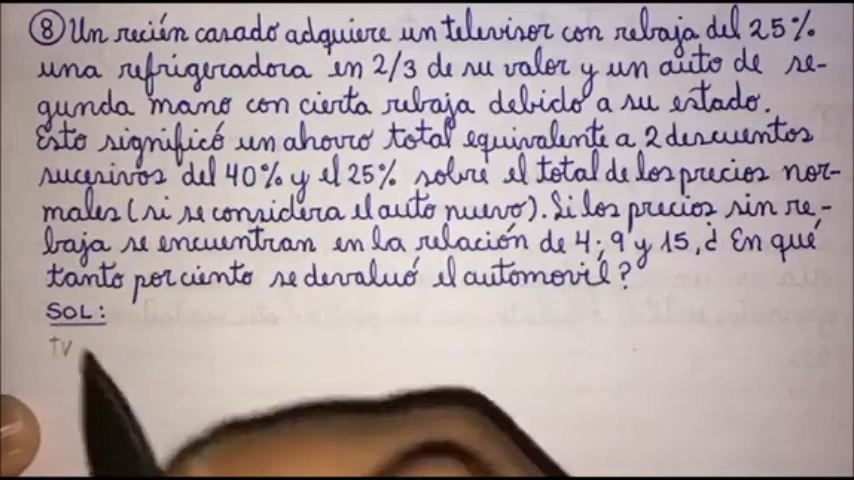 ⑧ Un recién casado adquiere un televisor con rebaja del 25%
una refrigeradora en 2/3 de su valor y un auto de se-
gunda mano con cierta rebaja debido a su estado.
Esto significó un ahorro total equivalente a 2 descuentos
sucesivos del 40% y el 25% sobre el total de los precios nor-
males (si se considera el auto nuevo). Si los precios sin re-
baja se encuentran en la relación de 4; 9 y 15, ¿ En qué
tanto por ciento se devaluó el automovíl?
SOL:
TV